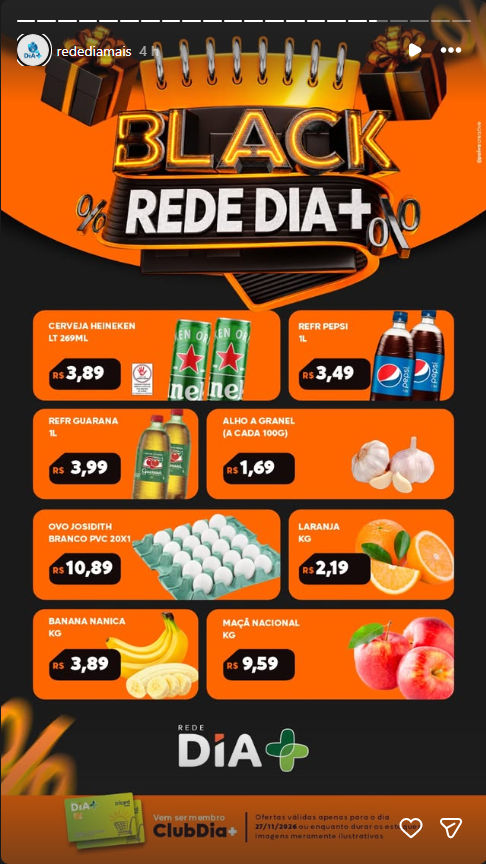 redediamais 4 h
BLACK
REDE DIA+
CERVEJA HEINEKEN
LT 269ML
R$ 3,89
REFR PEPSI
1L
R$ 3,49
REFR GUARANA
1L
R$ 3,99
ALHO A GRANEL
(A CADA 100G)
R$ 1,69
OVO JOSIDITH
BRANCO PVC 20X1
R$ 10,89
LARANJA
KG
R$ 2,19
BANANA NANICA
KG
R$ 3,89
MAÇÃ NACIONAL
KG
R$ 9,59
REDE
DiA
Vem ser membro
ClubDia+
Ofertas válidas apenas para o dia
27/11/2026 ou enquanto durar os estoques
imagens meramente ilustrativas